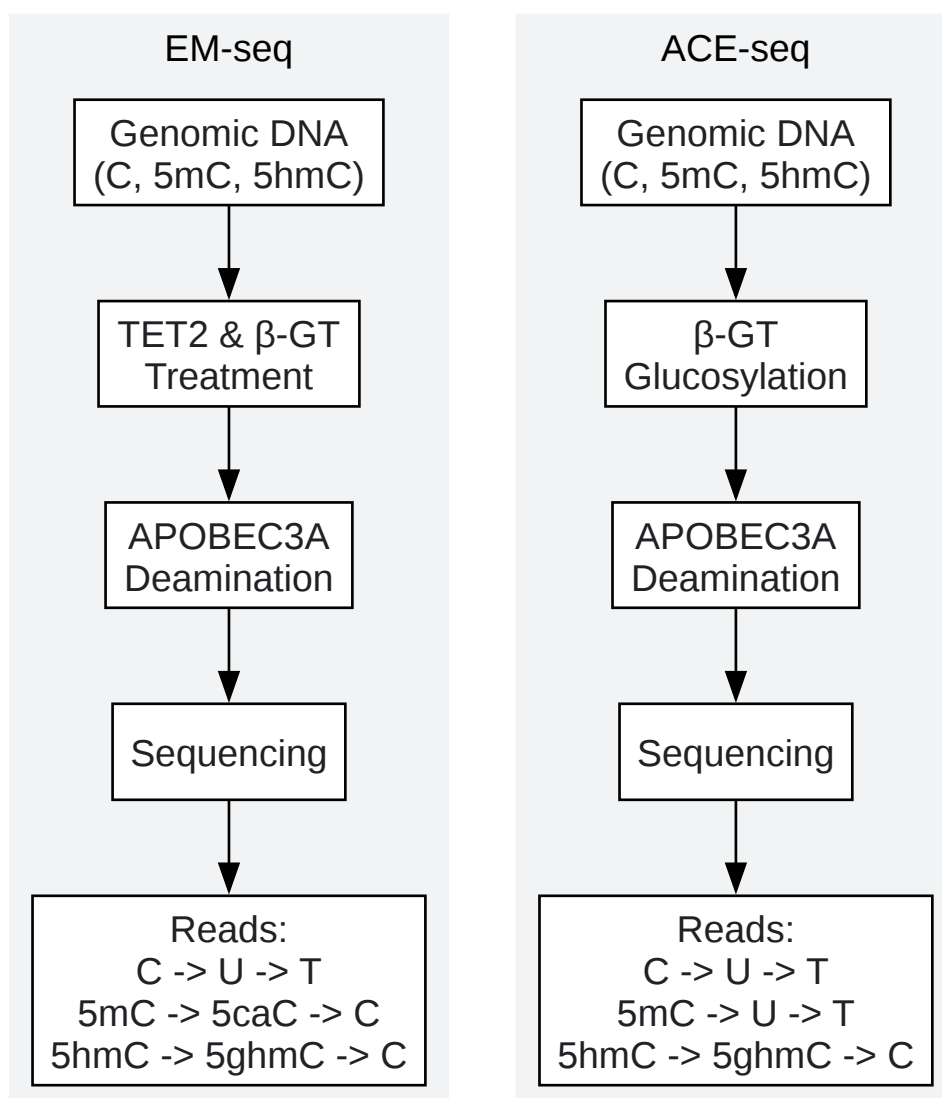 EM-seq
Genomic DNA
(C, 5mC, 5hmC)
TET2 & β-GT
Treatment
APOBEC3A
Deamination
Sequencing
Reads:
C -> U -> T
5mC -> 5caC -> C
5hmC -> 5ghmC -> C
ACE-seq
Genomic DNA
(C, 5mC, 5hmC)
β-GT
Glucosylation
APOBEC3A
Deamination
Sequencing
Reads:
C -> U -> T
5mC -> U -> T
5hmC -> 5ghmC -> C